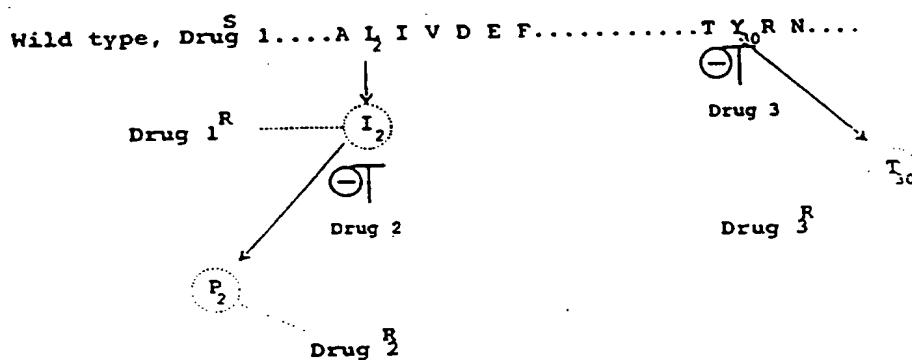 Wild type, Drug S 1....A L2 I V D E F............T Y30 R N....
Drug 3
Drug 1R
I2
T30
Drug 2
Drug 3R
P2
Drug 2R